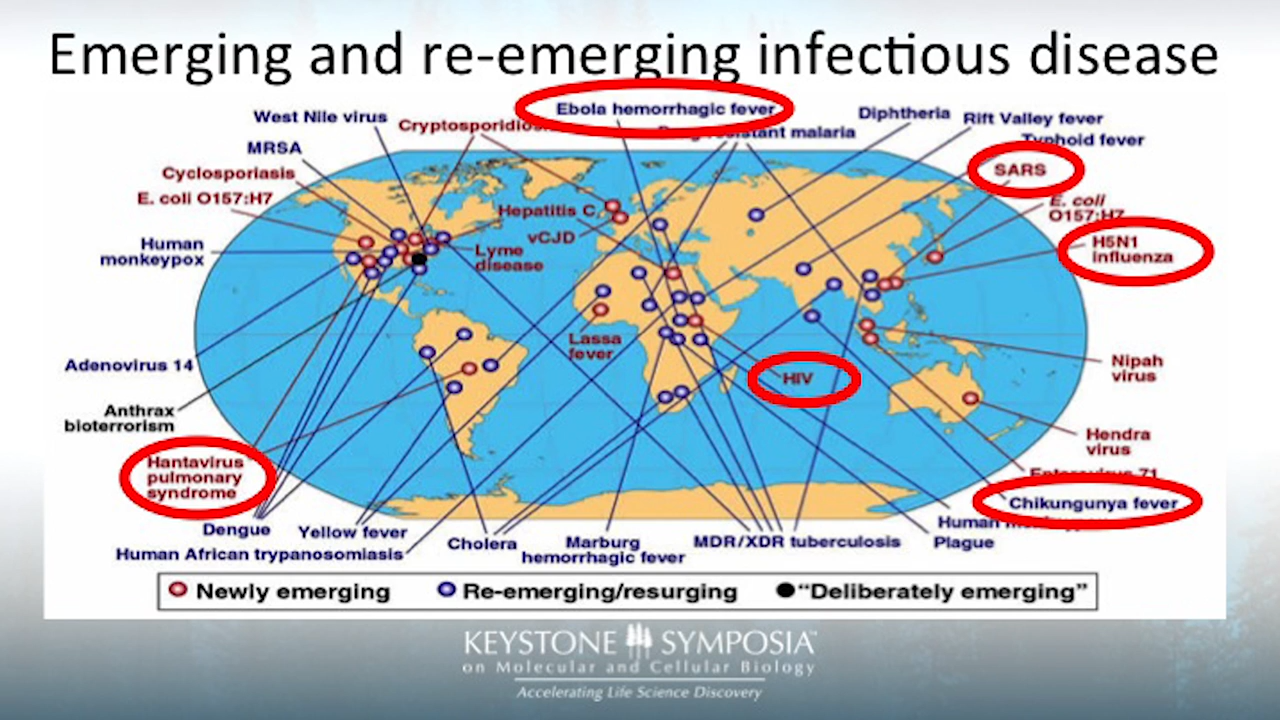 Emerging and re-emerging infectious disease
Ebola hemorrhagic fever
Diphtheria
Rift Valley fever
West Nile virus
resistant malaria
Typhoid fever
MRSA
SARS
Cyclosporiasis
E. coli O157:H7
E. coli
O157:H7
Hepatitis C
vCJD
Human
monkeypox
Lyme
disease
H5N1
influenza
Lassa
fever
Adenovirus 14
HIV
Nipah
virus
Anthrax
bioterrorism
Hendra
virus
Hantavirus
pulmonary
syndrome
Chikungunya fever
Human
Dengue
Yellow fever
Cholera
Marburg
hemorrhagic fever
MDR/XDR tuberculosis
Plague
Human African trypanosomiasis
Newly emerging
Re-emerging/resurging
“Deliberately emerging”
KEYSTONE SYMPOSIA™
on Molecular and Cellular Biology
Accelerating Life Science Discovery